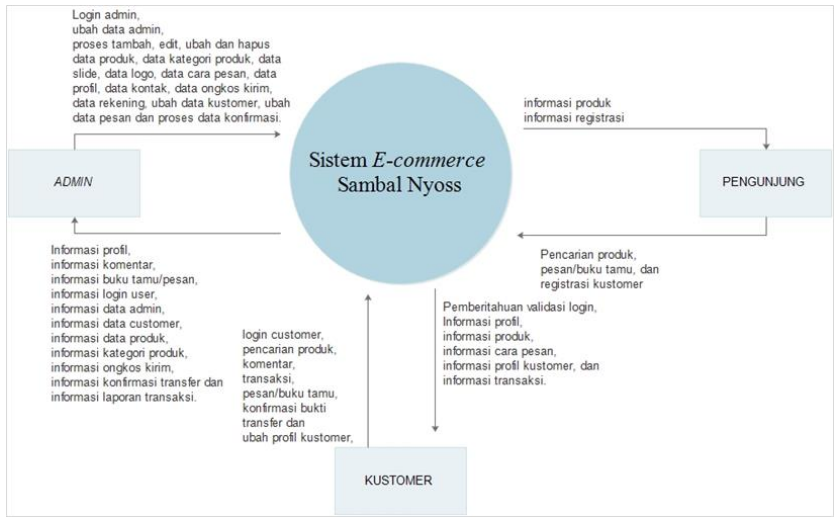 Login admin,
ubah data admin,
proses tambah, edit, ubah dan hapus
data produk, data kategori produk, data
slide, data logo, data cara pesan, data
profil, data kontak, data ongkos kirim,
data rekening, ubah data kustomer, ubah
data pesan dan proses data konfirmasi.
informasi produk
informasi registrasi
Sistem E-commerce
Sambal Nyoss
ADMIN
PENGUNJUNG
Informasi profil,
informasi komentar,
informasi buku tamu/pesan,
informasi login user,
informasi data admin,
informasi data customer,
informasi data produk,
informasi kategori produk,
informasi ongkos kirim,
informasi konfirmasi transfer dan
informasi laporan transaksi.
Pencarian produk,
pesan/buku tamu, dan
registrasi kustomer
login customer,
pencarian produk,
komentar,
transaksi,
pesan/buku tamu,
konfirmasi bukti
transfer dan
ubah profil kustomer,
Pemberitahuan validasi login,
Informasi profil,
informasi produk,
informasi cara pesan,
informasi profil kustomer, dan
informasi transaksi.
KUSTOMER